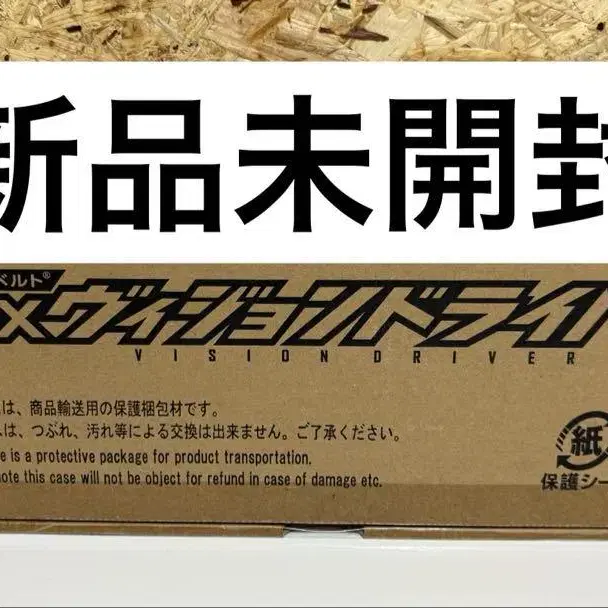 新品未開封
ベルト®
DXヴィジョンドライバ
VISION DRIVER
スは、商品輸送用の保護梱包材です。
スは、つぶれ、汚れ等による交換は出来ません。ご了承ください。
e is a protective package for product transportation.
note this case will not be object for refund in case of damage etc.
紙
保護シー